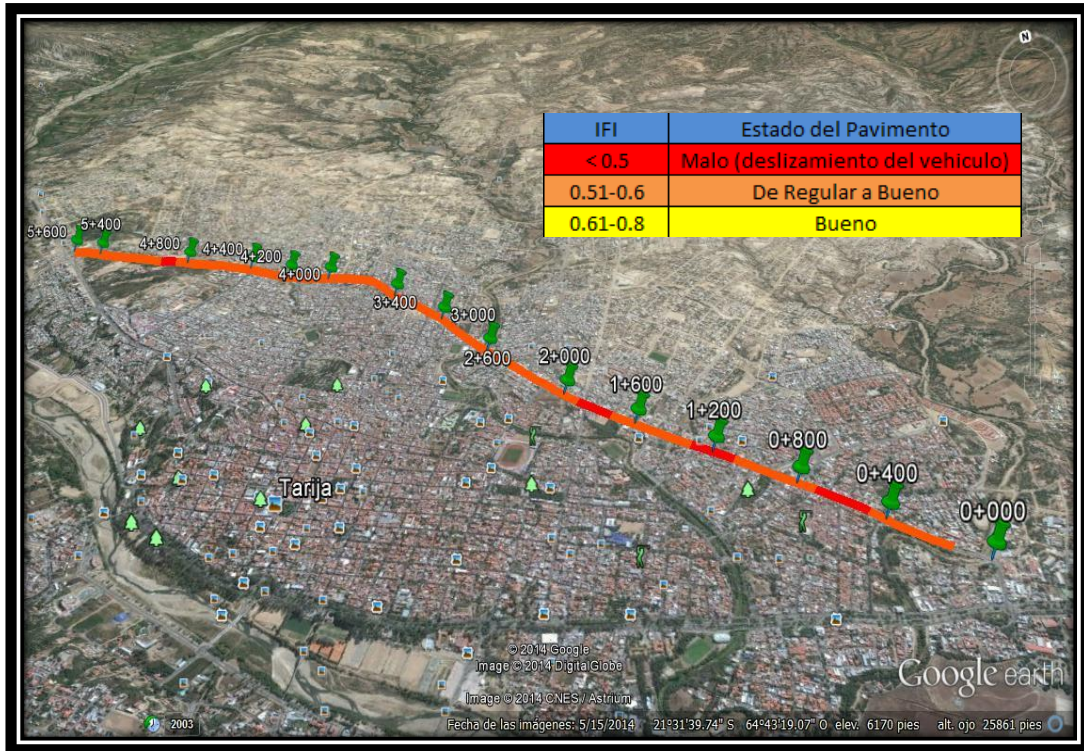 N
IFI Estado del Pavimento
< 0.5 Malo (deslizamiento del vehiculo)
0.51-0.6 De Regular a Bueno
0.61-0.8 Bueno
5+600
5+400
4+800
4+400
4+200
4+000
3+400
3+000
2+600
2+000
1+600
1+200
0+800
0+400
0+000
Tarija
© 2014 Google
Image © 2014 DigitalGlobe
Image © 2014 CNES / Astrium
Google earth
2003
Fecha de las imágenes: 5/15/2014 21°31'39.74" S 64°43'19.07" O elev. 6170 pies alt. ojo 25861 pies